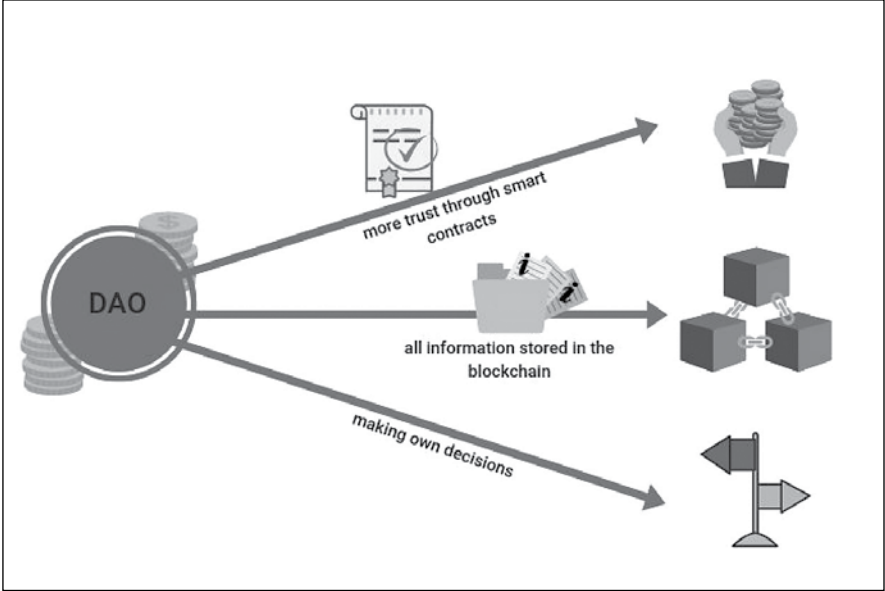 DAO
more trust through smart
contracts
all information stored in the
blockchain
making own decisions